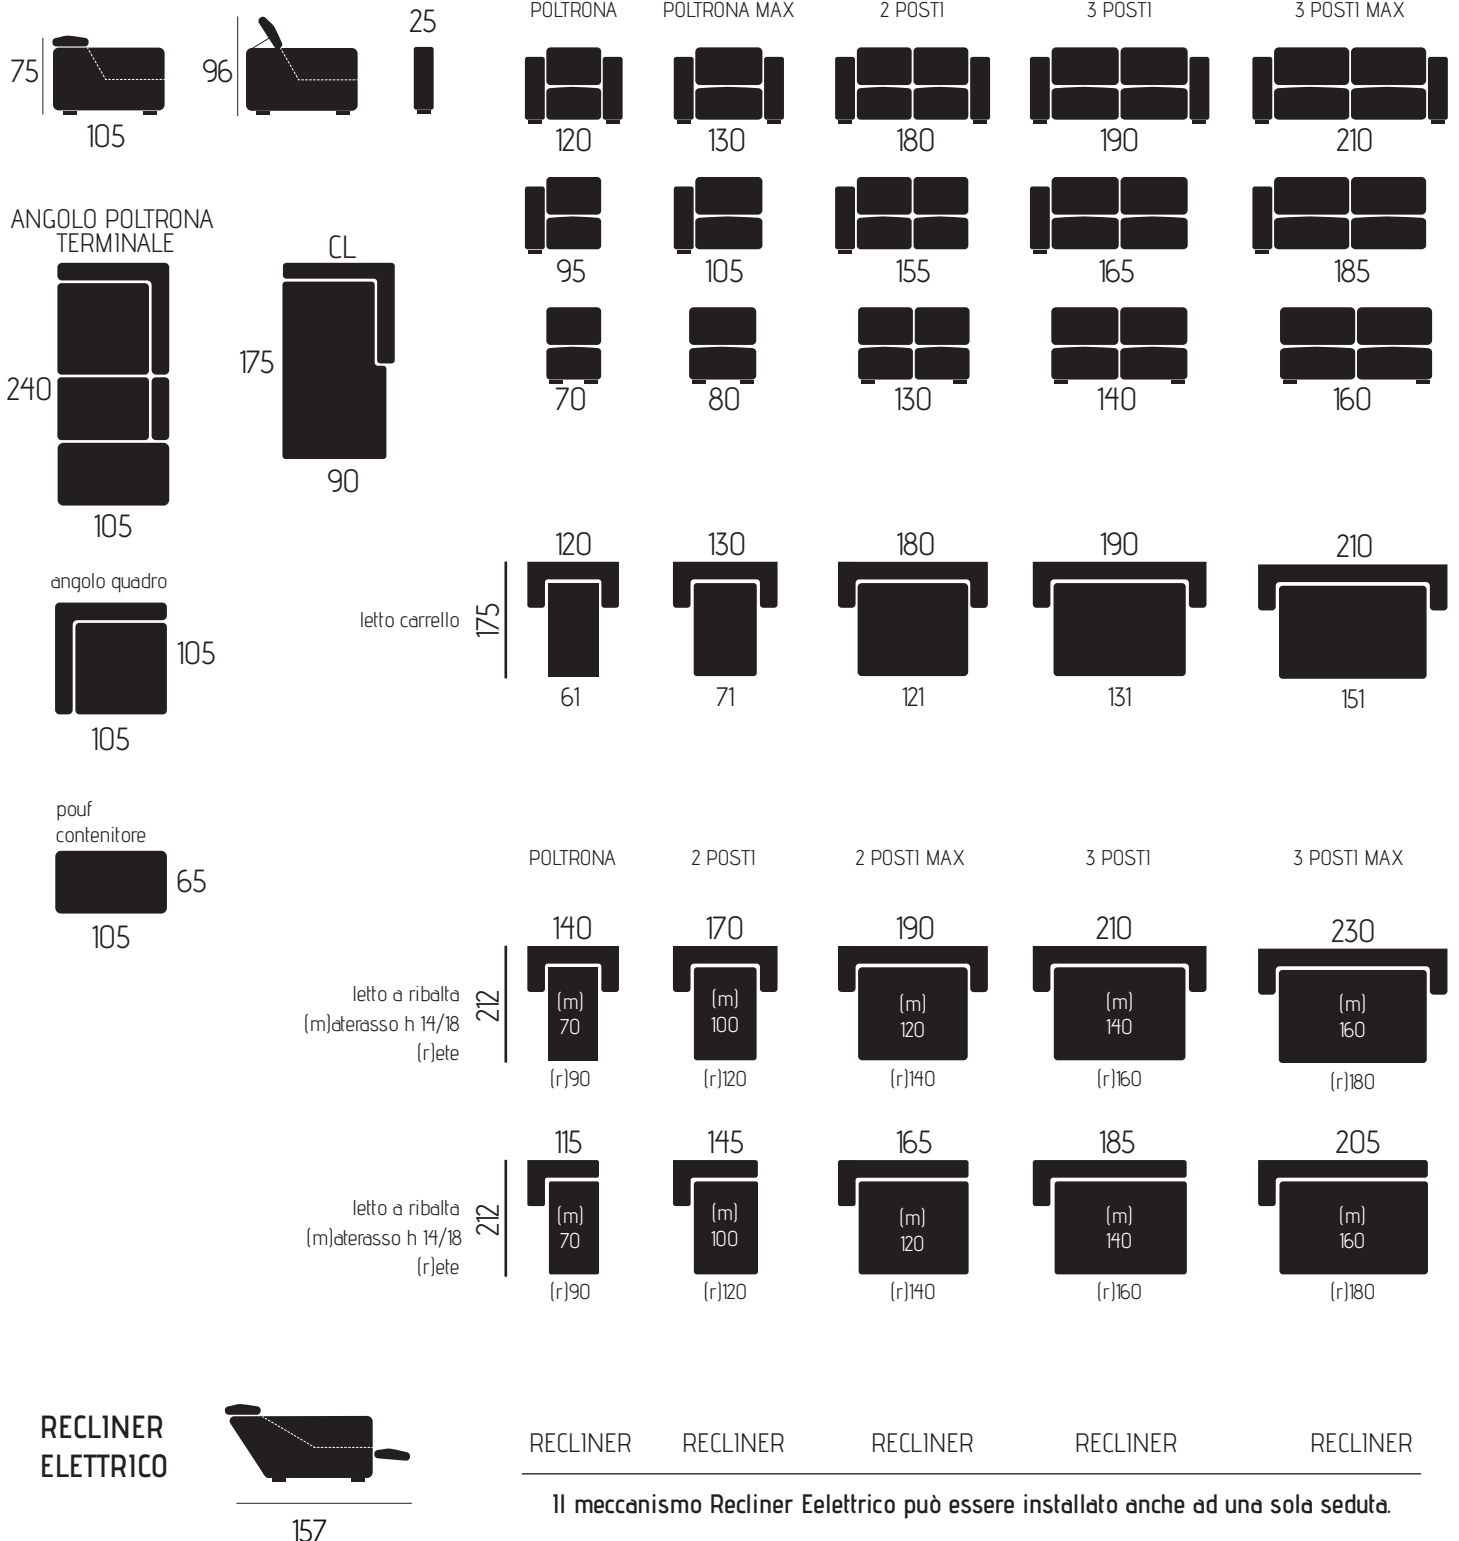 POLTRONA POLTRONA MAX 2 POSTI 3 POSTI 3 POSTI MAX
75 96 25
105
120 130 180 190 210
95 105 155 165 185
70 80 130 140 160
ANGOLO POLTRONA
TERMINALE
240
105
CL
175
90
angolo quadro
105
105
pouf
contenitore
65
105
120 130 180 190 210
letto carrello 175
61 71 121 131 151
POLTRONA 2 POSTI 2 POSTI MAX 3 POSTI 3 POSTI MAX
140 170 190 210 230
letto a ribalta
(m)aterasso h 14/18
(r)ete
212
(m) (m) (m) (m) (m)
70 100 120 140 160
(r)90 (r)120 (r)140 (r)160 (r)180
115 145 165 185 205
letto a ribalta
(m)aterasso h 14/18
(r)ete
212
(m) (m) (m) (m) (m)
70 100 120 140 160
(r)90 (r)120 (r)140 (r)160 (r)180
RECLINER
ELETTRICO
157
RECLINER RECLINER RECLINER RECLINER RECLINER
Il meccanismo Recliner Eelettrico può essere installato anche ad una sola seduta.